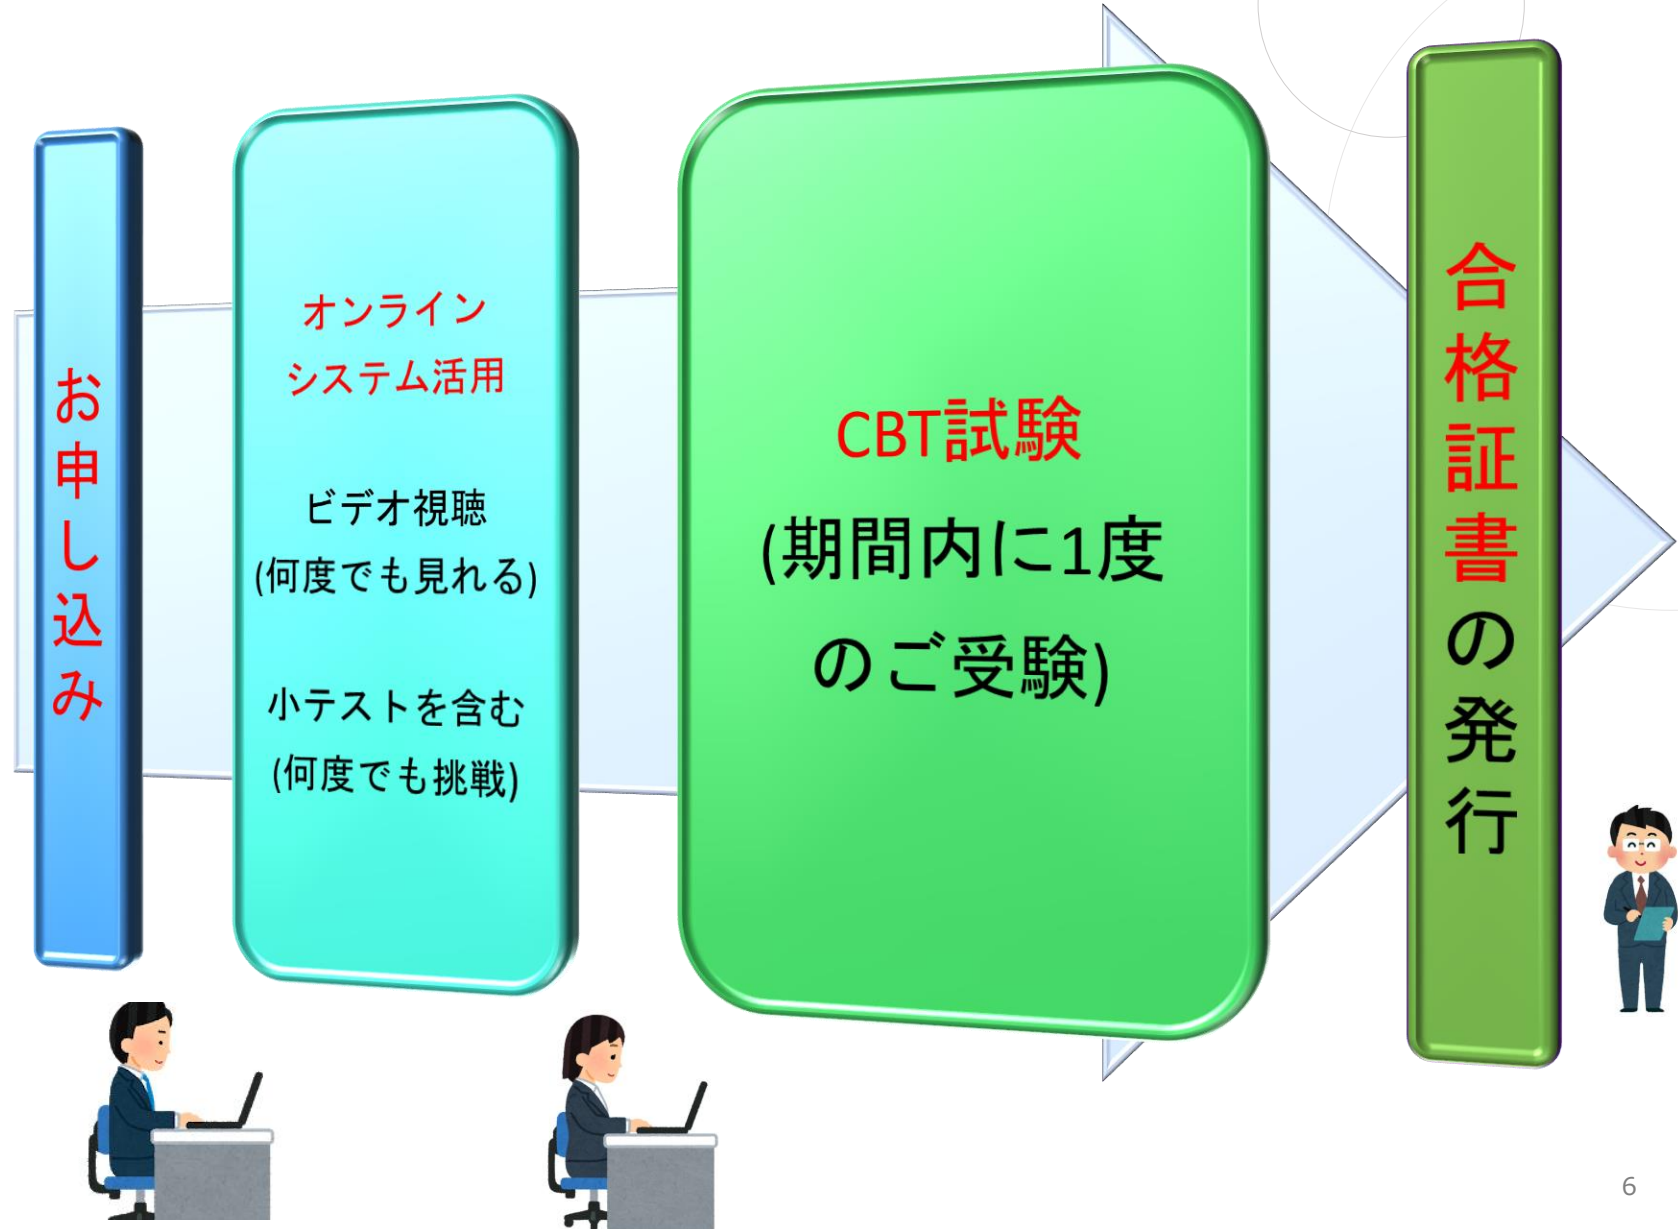 お申し込み
オンライン
システム活用
ビデオ視聴
(何度でも見れる)
小テストを含む
(何度でも挑戦)
CBT試験
(期間内に1度
のご受験)
合格証書の発行
6